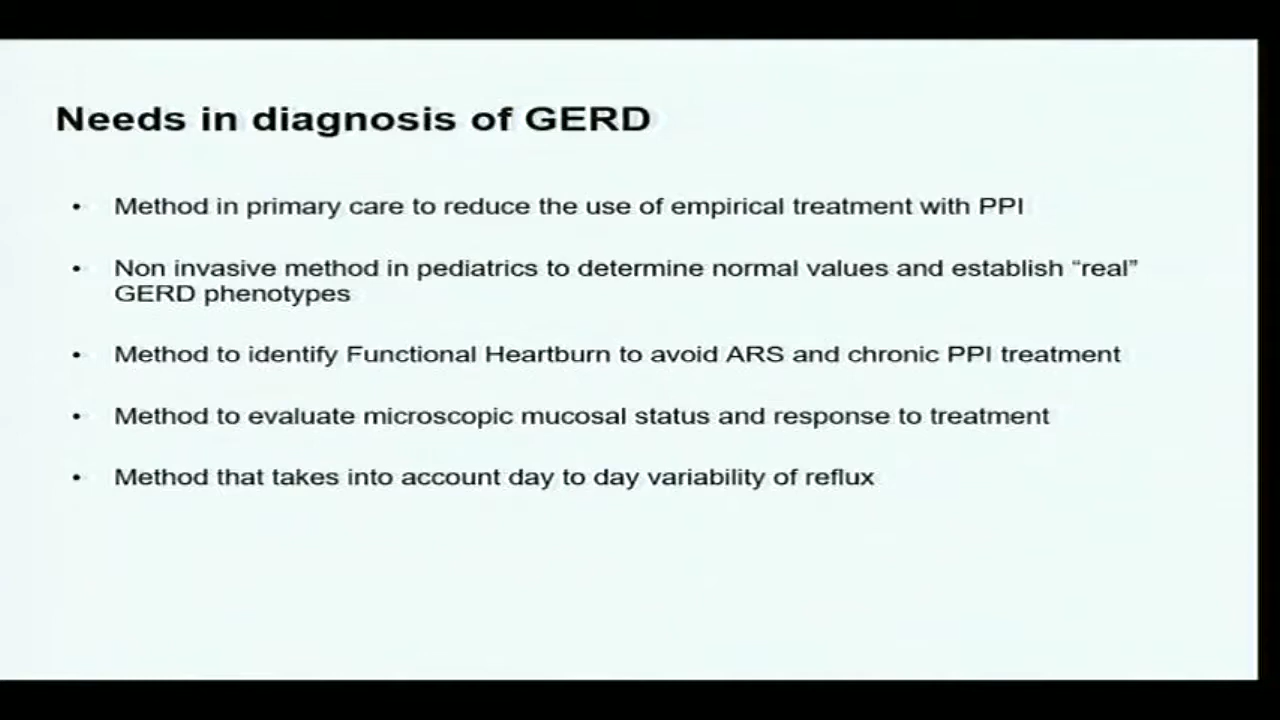 Needs in diagnosis of GERD
• Method in primary care to reduce the use of empirical treatment with PPI
• Non invasive method in pediatrics to determine normal values and establish “real”
GERD phenotypes
• Method to identify Functional Heartburn to avoid ARS and chronic PPI treatment
• Method to evaluate microscopic mucosal status and response to treatment
• Method that takes into account day to day variability of reflux